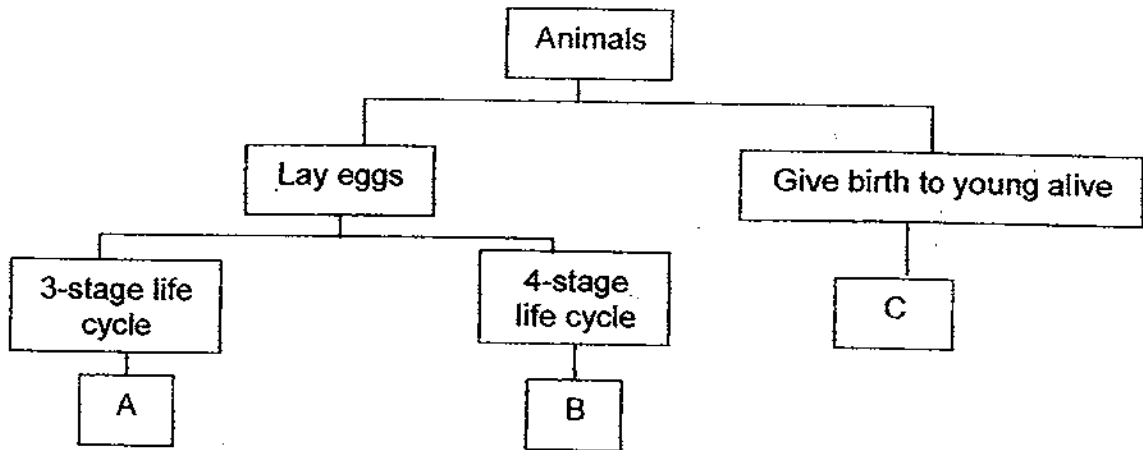 Animals
Lay eggs
Give birth to young alive
3-stage life
cycle
4-stage
life cycle
C
A
B